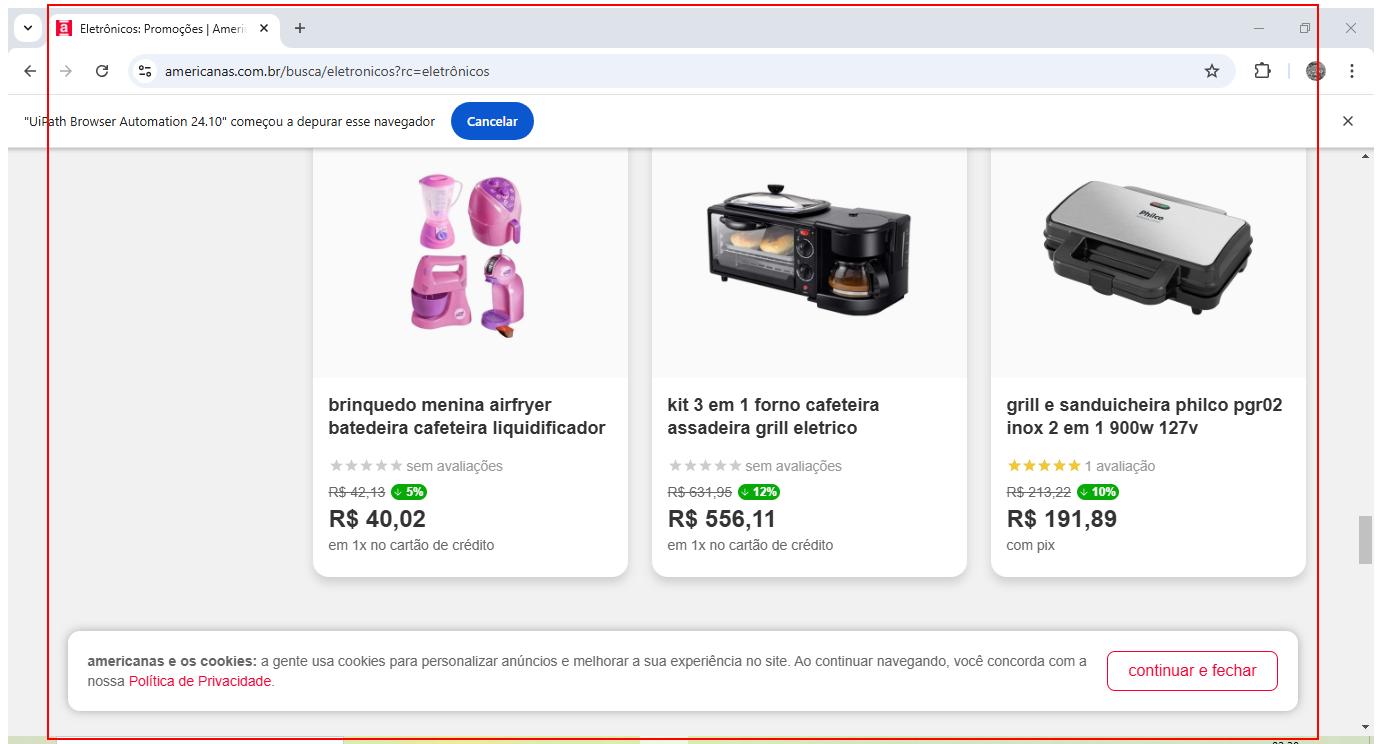 Eletrônicos: Promoções | Ameri
americanas.com.br/busca/eletronicos?rc=eletrônicos
"UiPath Browser Automation 24.10" começou a depurar esse navegador
Cancelar
Philco
brinquedo menina airfryer
batedeira cafeteira liquidificador
sem avaliações
R$ 42,13 5%
R$ 40,02
em 1x no cartão de crédito
kit 3 em 1 forno cafeteira
assadeira grill eletrico
sem avaliações
R$ 631,95 12%
R$ 556,11
em 1x no cartão de crédito
grill e sanduicheira philco pgr02
inox 2 em 1 900w 127v
1 avaliação
R$ 213,22 10%
R$ 191,89
com pix
americanas e os cookies: a gente usa cookies para personalizar anúncios e melhorar a sua experiência no site. Ao continuar navegando, você concorda com a
nossa Política de Privacidade.
continuar e fechar